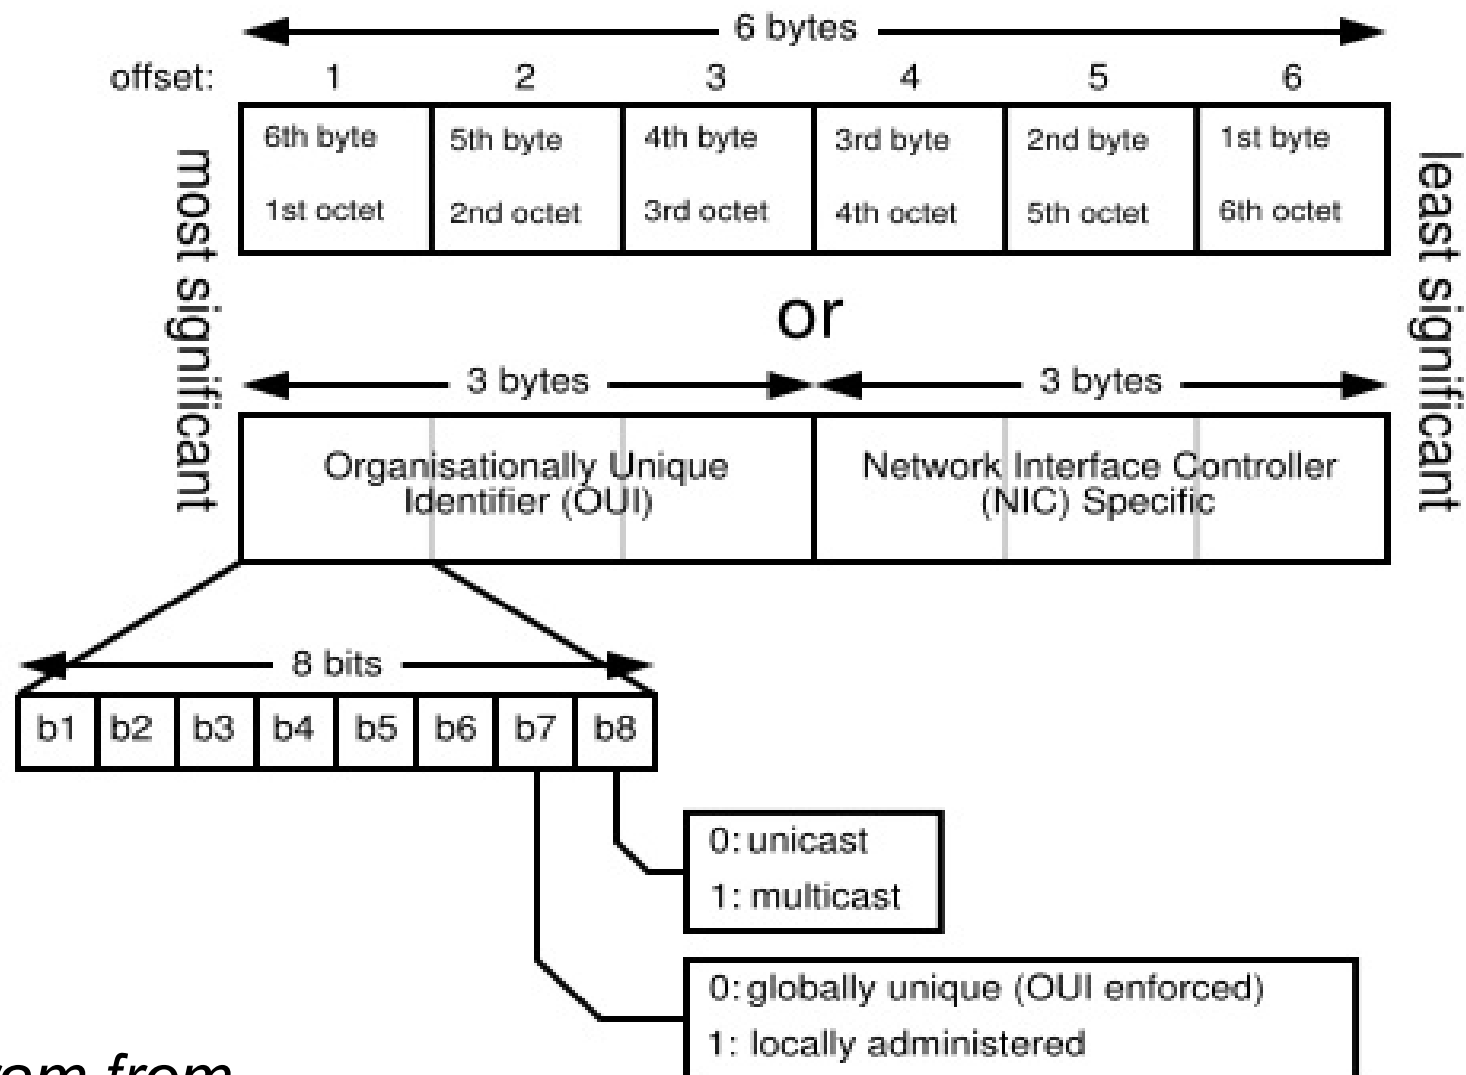 6 bytes
offset: 1 2 3 4 5 6
6th byte 5th byte 4th byte 3rd byte 2nd byte 1st byte
1st octet 2nd octet 3rd octet 4th octet 5th octet 6th octet
most significant
least significant
or
3 bytes 3 bytes
Organisationally Unique
Identifier (OUI)
Network Interface Controller
(NIC) Specific
8 bits
b1 b2 b3 b4 b5 b6 b7 b8
0: unicast
1: multicast
0: globally unique (OUI enforced)
1: locally administered
from